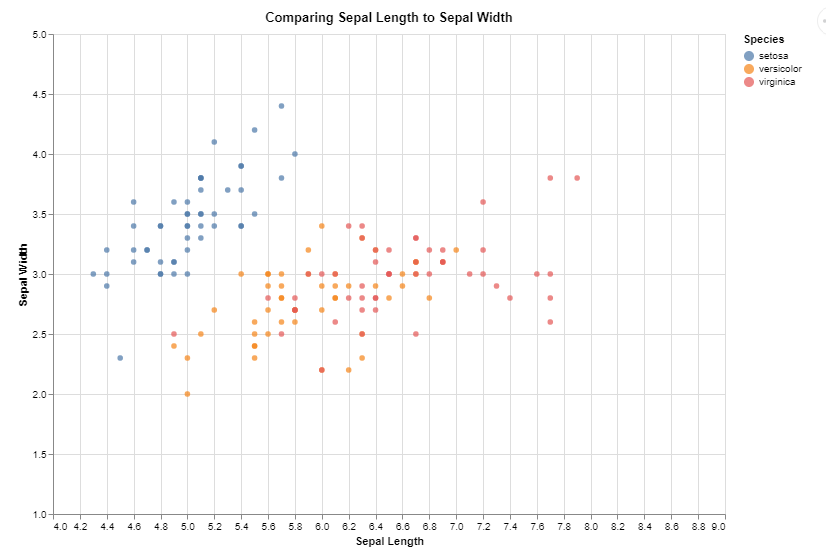 Comparing Sepal Length to Sepal Width
5.0
4.5
4.0
3.5
3.0
2.5
2.0
1.5
1.0
Sepal Width
4.0 4.2 4.4 4.6 4.8 5.0 5.2 5.4 5.6 5.8 6.0 6.2 6.4 6.6 6.8 7.0 7.2 7.4 7.6 7.8 8.0 8.2 8.4 8.6 8.8 9.0
Sepal Length
Species
setosa
versicolor
virginica